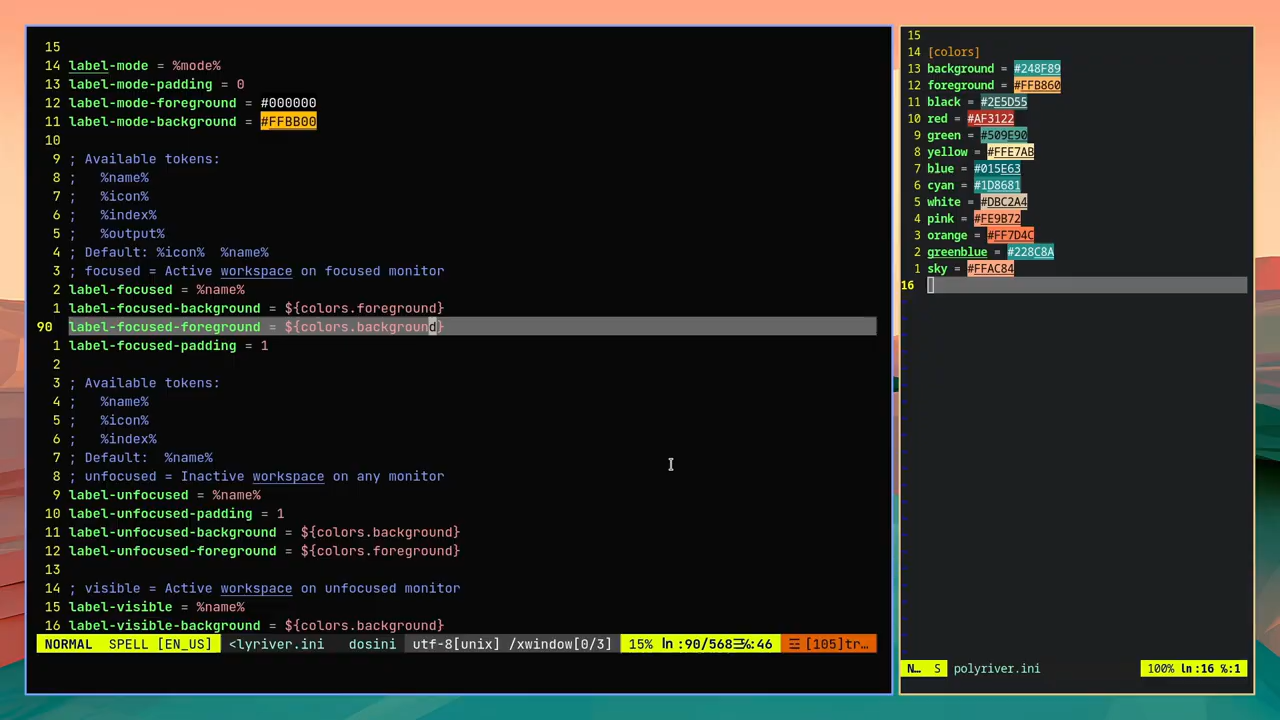 15
14 label-mode = %mode%
13 label-mode-padding = 0
12 label-mode-foreground = #000000
11 label-mode-background = #FFBB00
10
9 ; Available tokens:
8 ;   %name%
7 ;   %icon%
6 ;   %index%
5 ;   %output%
4 ; Default: %icon%  %name%
3 ; focused = Active workspace on focused monitor
2 label-focused = %name%
1 label-focused-background = ${colors.foreground}
90 label-focused-foreground = ${colors.background}
1 label-focused-padding = 1
2
3 ; Available tokens:
4 ;   %name%
5 ;   %icon%
6 ;   %index%
7 ; Default:  %name%
8 ; unfocused = Inactive workspace on any monitor
9 label-unfocused = %name%
10 label-unfocused-padding = 1
11 label-unfocused-background = ${colors.background}
12 label-unfocused-foreground = ${colors.foreground}
13
14 ; visible = Active workspace on unfocused monitor
15 label-visible = %name%
16 label-visible-background = ${colors.background}
NORMAL SPELL [EN_US] <lyriver.ini dosini utf-8[unix] /xwindow[0/3] 15% ln:90/568☰%:46 ☲ [105]tr…
15
14 [colors]
13 background = #248F89
12 foreground = #FFB860
11 black = #2E5D55
10 red = #AF3122
9 green = #509E90
8 yellow = #FFE7AB
7 blue = #015E63
6 cyan = #1D8681
5 white = #DBC2A4
4 pink = #FE9B72
3 orange = #FF7D4C
2 greenblue = #228C8A
1 sky = #FFAC84
16
N… S polyriver.ini 100% ln:16 %:1